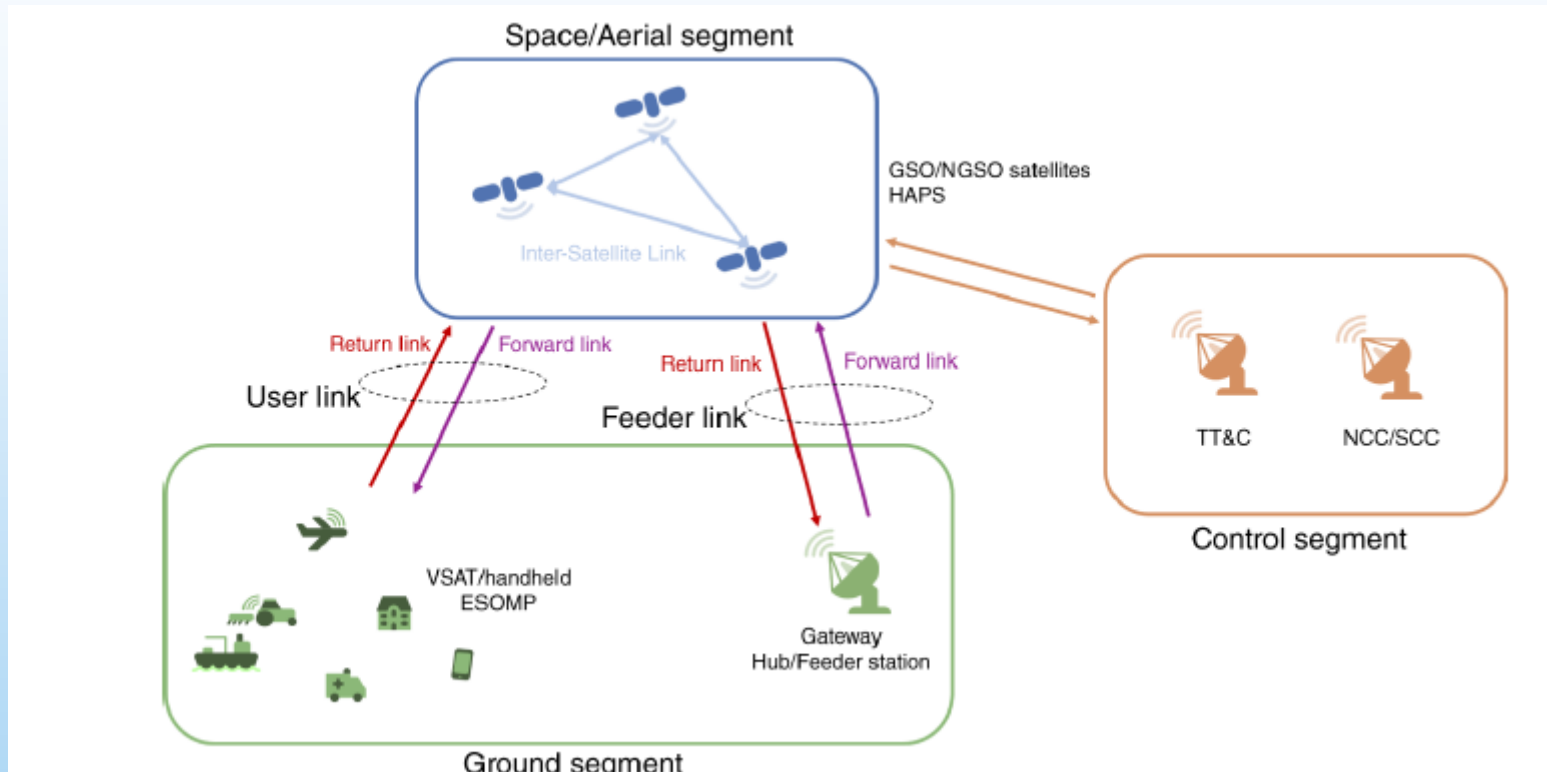 Space/Aerial segment
GSO/NGSO satellites
HAPS
Inter-Satellite Link
Return link
Forward link
User link
Return link
Forward link
Feeder link
TT&C
NCC/SCC
Control segment
VSAT/handheld
ESOMP
Gateway
Hub/Feeder station
Ground segment